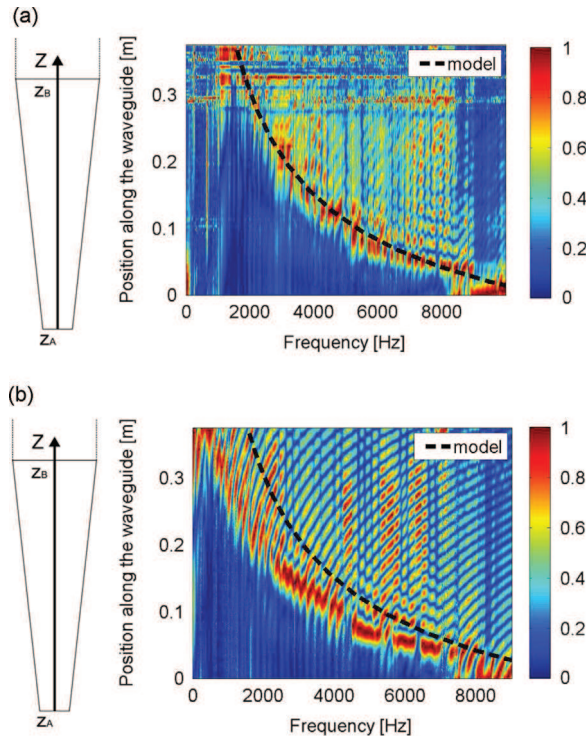 (a)
Z
ZB
ZA
Position along the waveguide [m]
0.3
0.2
0.1
0
model
1
0.8
0.6
0.4
0.2
0
0 2000 4000 6000 8000
Frequency [Hz]
(b)
Z
ZB
ZA
Position along the waveguide [m]
0.3
0.2
0.1
0
model
1
0.8
0.6
0.4
0.2
0
0 2000 4000 6000 8000
Frequency [Hz]